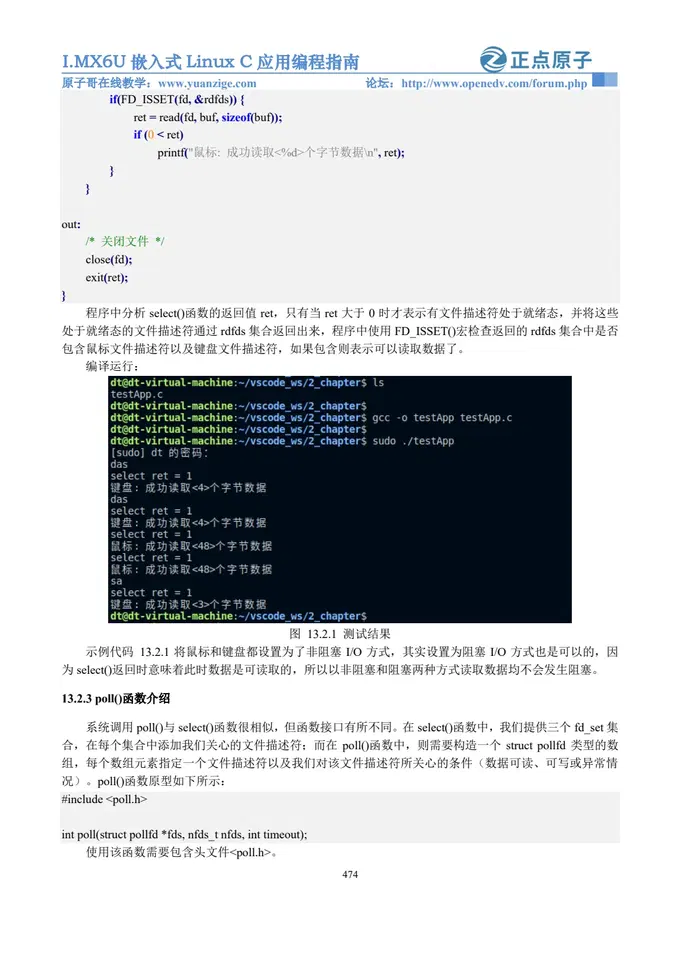 I.MX6U 嵌入式 Linux C 应用编程指南
正点原子
原子哥在线教学：www.yuanzige.com 论坛：http://www.openedv.com/forum.php
if(FD_ISSET(fd, &rdfds)) {
ret = read(fd, buf, sizeof(buf));
if (0 < ret)
printf("鼠标: 成功读取<%d>个字节数据\n", ret);
}
}
out:
/* 关闭文件 */
close(fd);
exit(ret);
}
程序中分析 select()函数的返回值 ret，只有当 ret 大于 0 时才表示有文件描述符处于就绪态，并将这些
处于就绪态的文件描述符通过 rdfds 集合返回出来，程序中使用 FD_ISSET()宏检查返回的 rdfds 集合中是否
包含鼠标文件描述符以及键盘文件描述符，如果包含则表示可以读取数据了。
编译运行：
dt@dt-virtual-machine:~/vscode_ws/2_chapter$ ls
testApp.c
dt@dt-virtual-machine:~/vscode_ws/2_chapter$
dt@dt-virtual-machine:~/vscode_ws/2_chapter$ gcc -o testApp testApp.c
dt@dt-virtual-machine:~/vscode_ws/2_chapter$
dt@dt-virtual-machine:~/vscode_ws/2_chapter$ sudo ./testApp
[sudo] dt 的密码：
das
select ret = 1
键盘: 成功读取<4>个字节数据
das
select ret = 1
键盘: 成功读取<4>个字节数据
select ret = 1
鼠标: 成功读取<48>个字节数据
select ret = 1
鼠标: 成功读取<48>个字节数据
sa
select ret = 1
键盘: 成功读取<3>个字节数据
dt@dt-virtual-machine:~/vscode_ws/2_chapter$
图 13.2.1 测试结果
示例代码 13.2.1 将鼠标和键盘都设置为了非阻塞 I/O 方式，其实设置为阻塞 I/O 方式也是可以的，因
为 select()返回时意味着此时数据是可读取的，所以以非阻塞和阻塞两种方式读取数据均不会发生阻塞。
13.2.3 poll()函数介绍
系统调用 poll()与 select()函数很相似，但函数接口有所不同。在 select()函数中，我们提供三个 fd_set 集
合，在每个集合中添加我们关心的文件描述符；而在 poll()函数中，则需要构造一个 struct pollfd 类型的数
组，每个数组元素指定一个文件描述符以及我们对该文件描述符所关心的条件（数据可读、可写或异常情
况）。poll()函数原型如下所示：
#include <poll.h>
int poll(struct pollfd *fds, nfds_t nfds, int timeout);
使用该函数需要包含头文件<poll.h>。
474